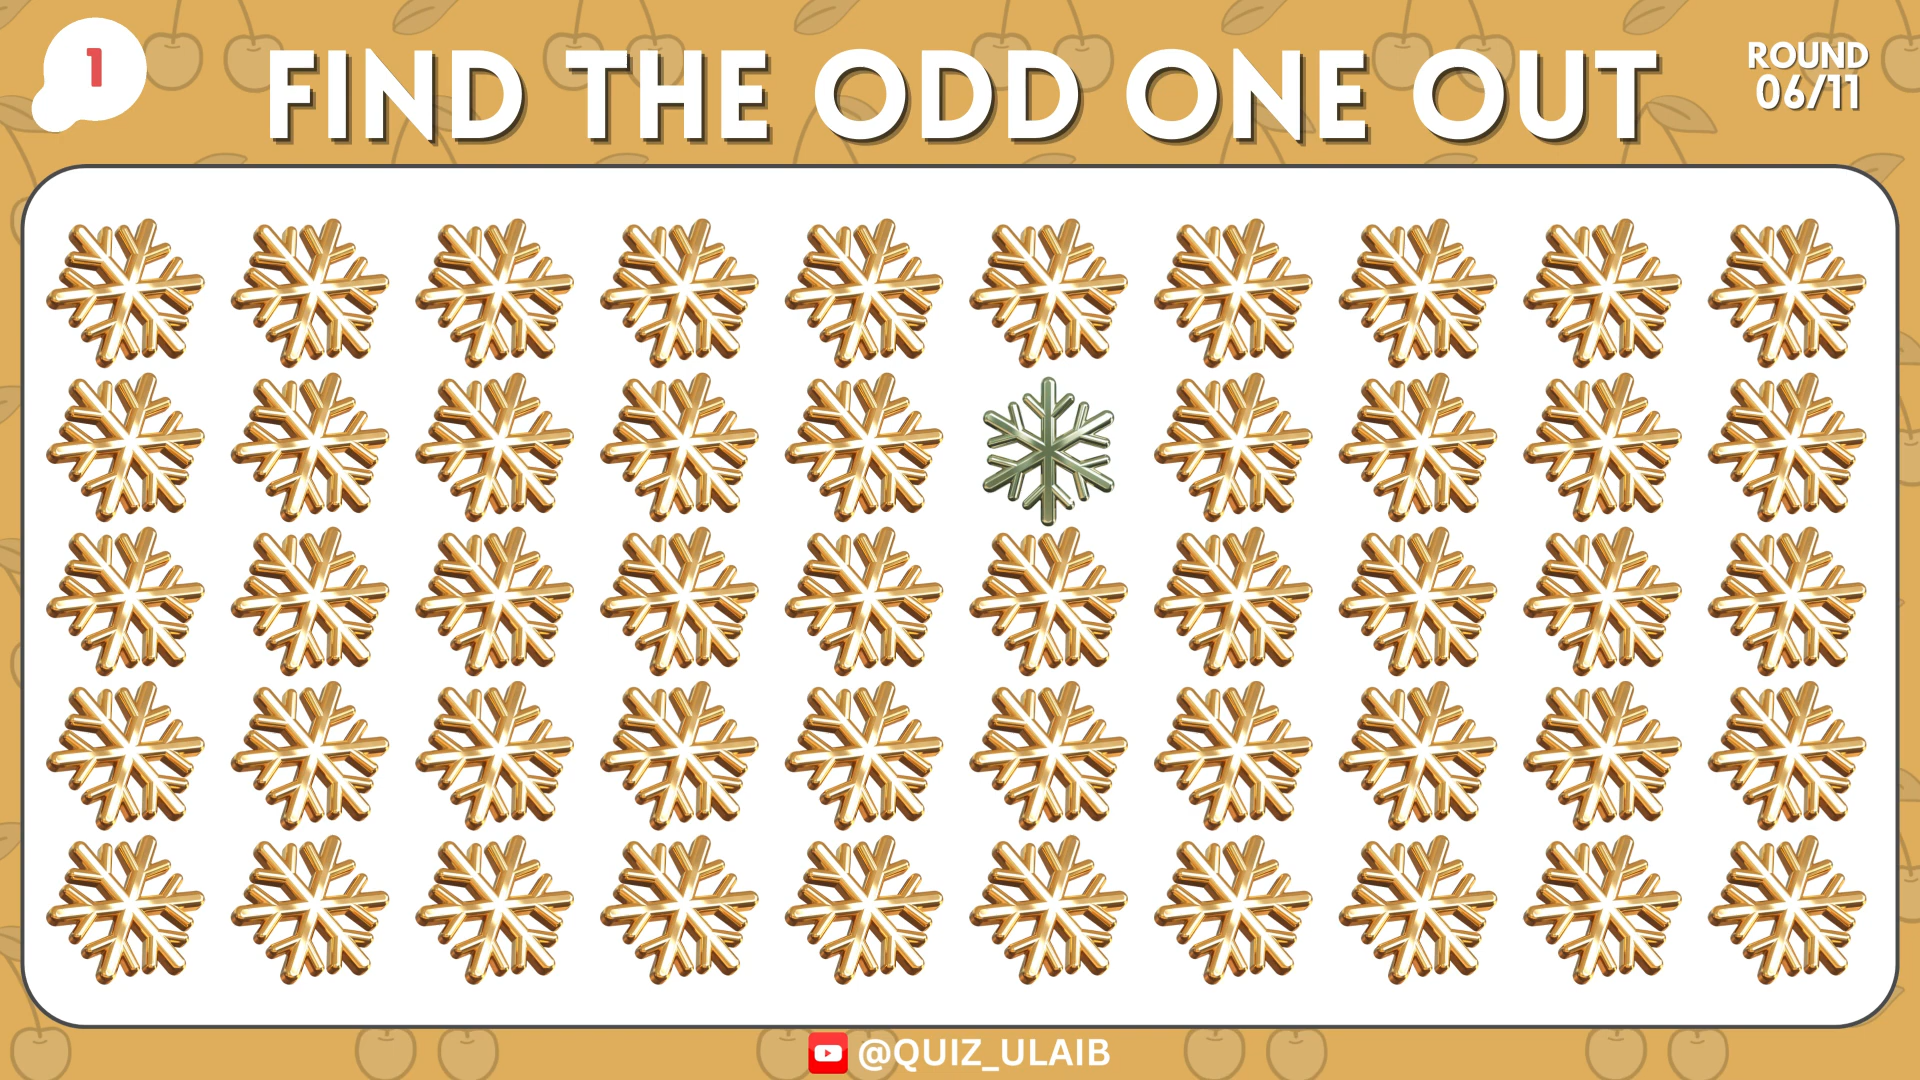 1
FIND THE ODD ONE OUT
ROUND
06/11
@QUIZ_ULAIB